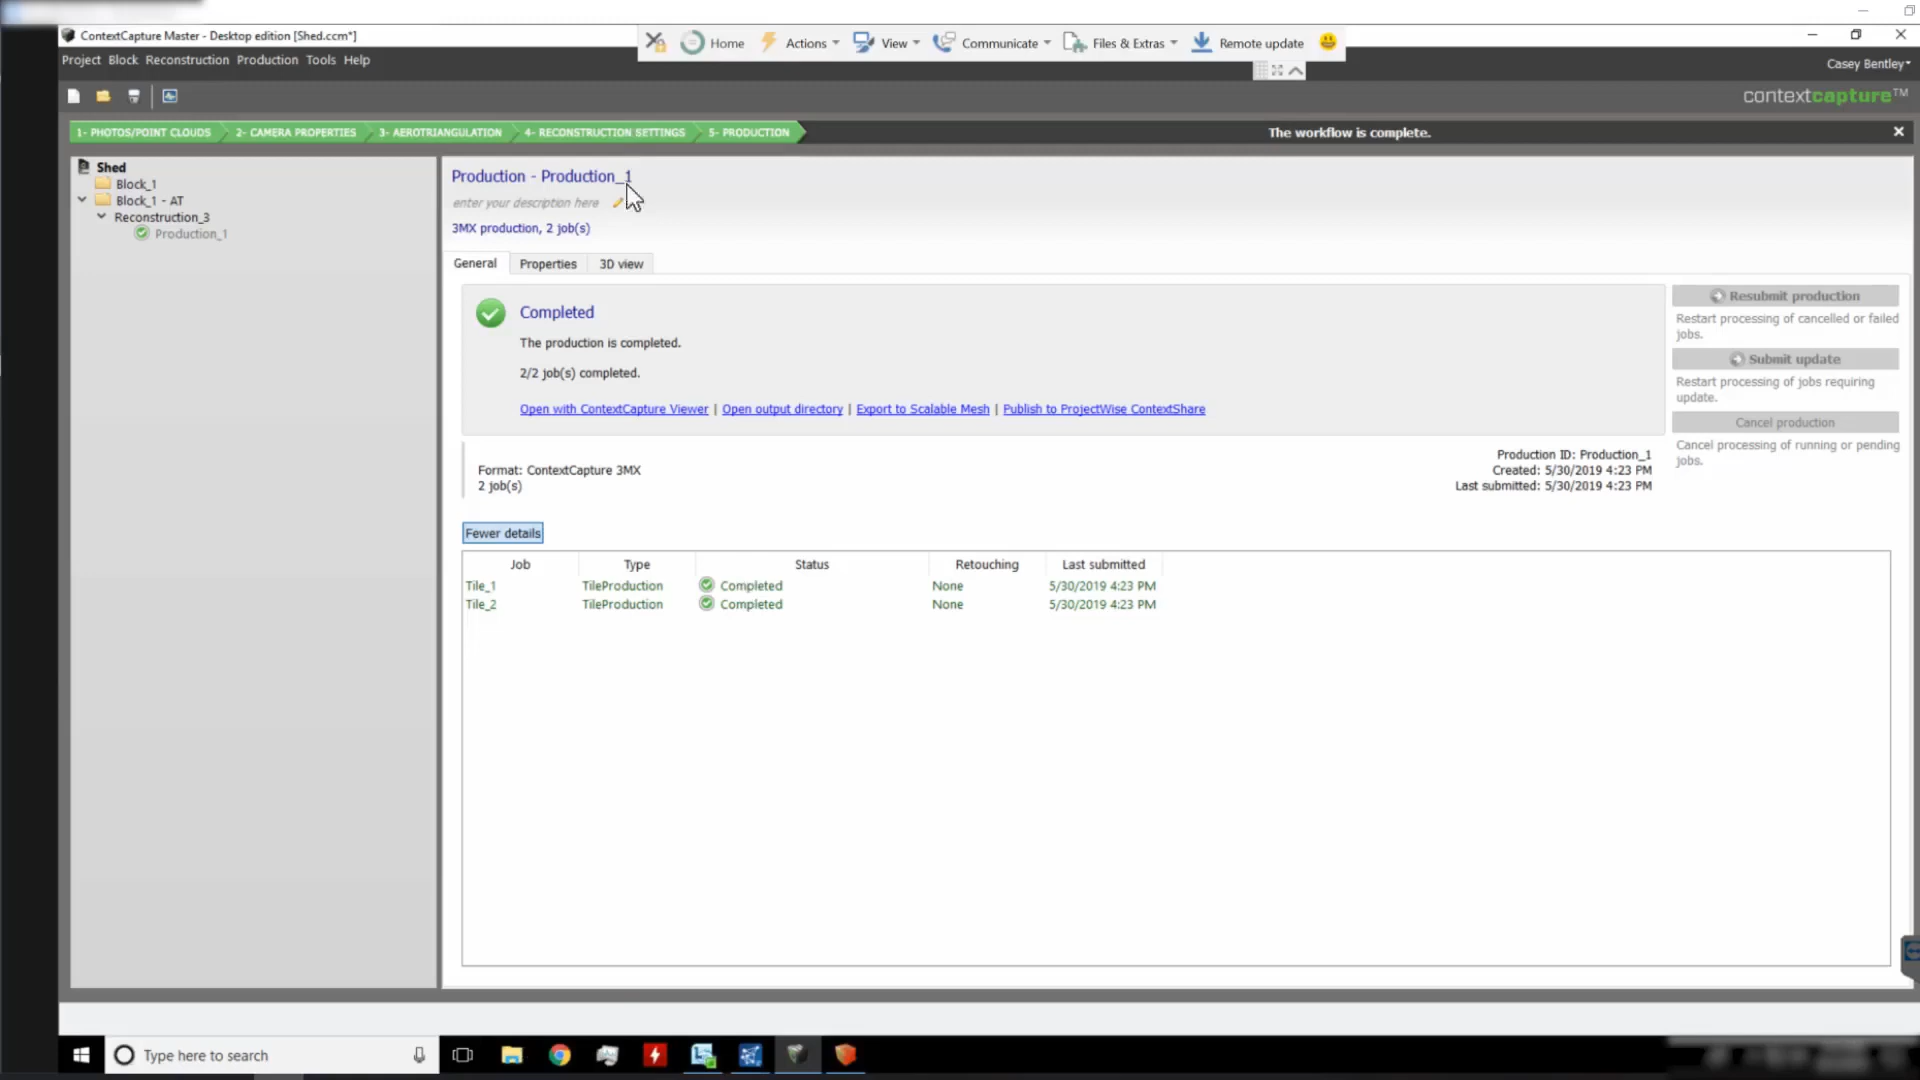 ContextCapture Master - Desktop edition [Shed.ccm*]
Home Actions View Communicate Files & Extras Remote update
Project Block Reconstruction Production Tools Help
Casey Bentley
contextcapture™
1- PHOTOS/POINT CLOUDS 2- CAMERA PROPERTIES 3- AEROTRIANGULATION 4- RECONSTRUCTION SETTINGS 5- PRODUCTION The workflow is complete.
Shed
Block_1
Block_1 - AT
Reconstruction_3
Production_1
Production - Production_1
enter your description here
3MX production, 2 job(s)
General Properties 3D view
Completed
The production is completed.
2/2 job(s) completed.
Open with ContextCapture Viewer | Open output directory | Export to Scalable Mesh | Publish to ProjectWise ContextShare
Resubmit production
Restart processing of cancelled or failed
jobs.
Submit update
Restart processing of jobs requiring
update.
Cancel production
Cancel processing of running or pending
jobs.
Format: ContextCapture 3MX
2 job(s)
Production ID: Production_1
Created: 5/30/2019 4:23 PM
Last submitted: 5/30/2019 4:23 PM
Fewer details
Job Type Status Retouching Last submitted
Tile_1 TileProduction Completed None 5/30/2019 4:23 PM
Tile_2 TileProduction Completed None 5/30/2019 4:23 PM
Type here to search